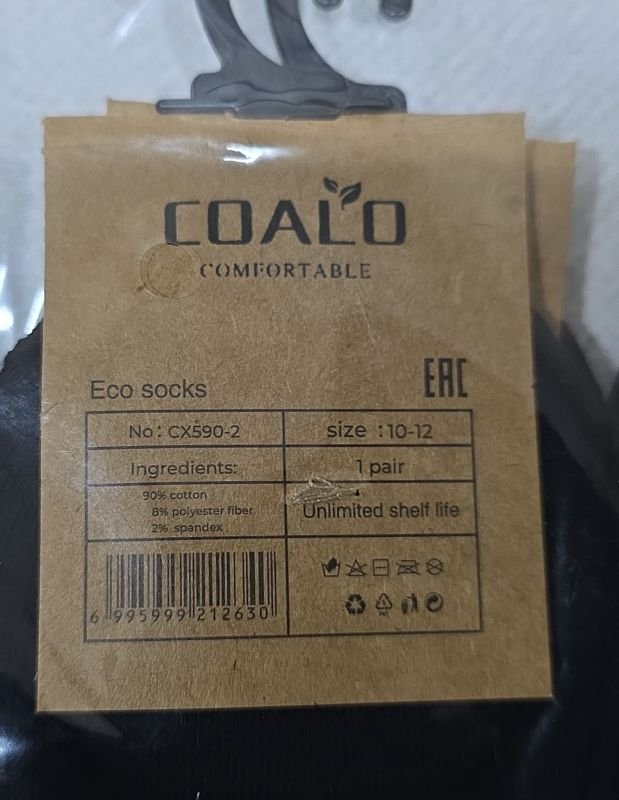 COALO
COMFORTABLE
Eco socks
EAC
No: CX590-2
size :10-12
Ingredients:
1 pair
90% cotton
8% polyester fiber
2% spandex
Unlimited shelf life
6 995999 212630